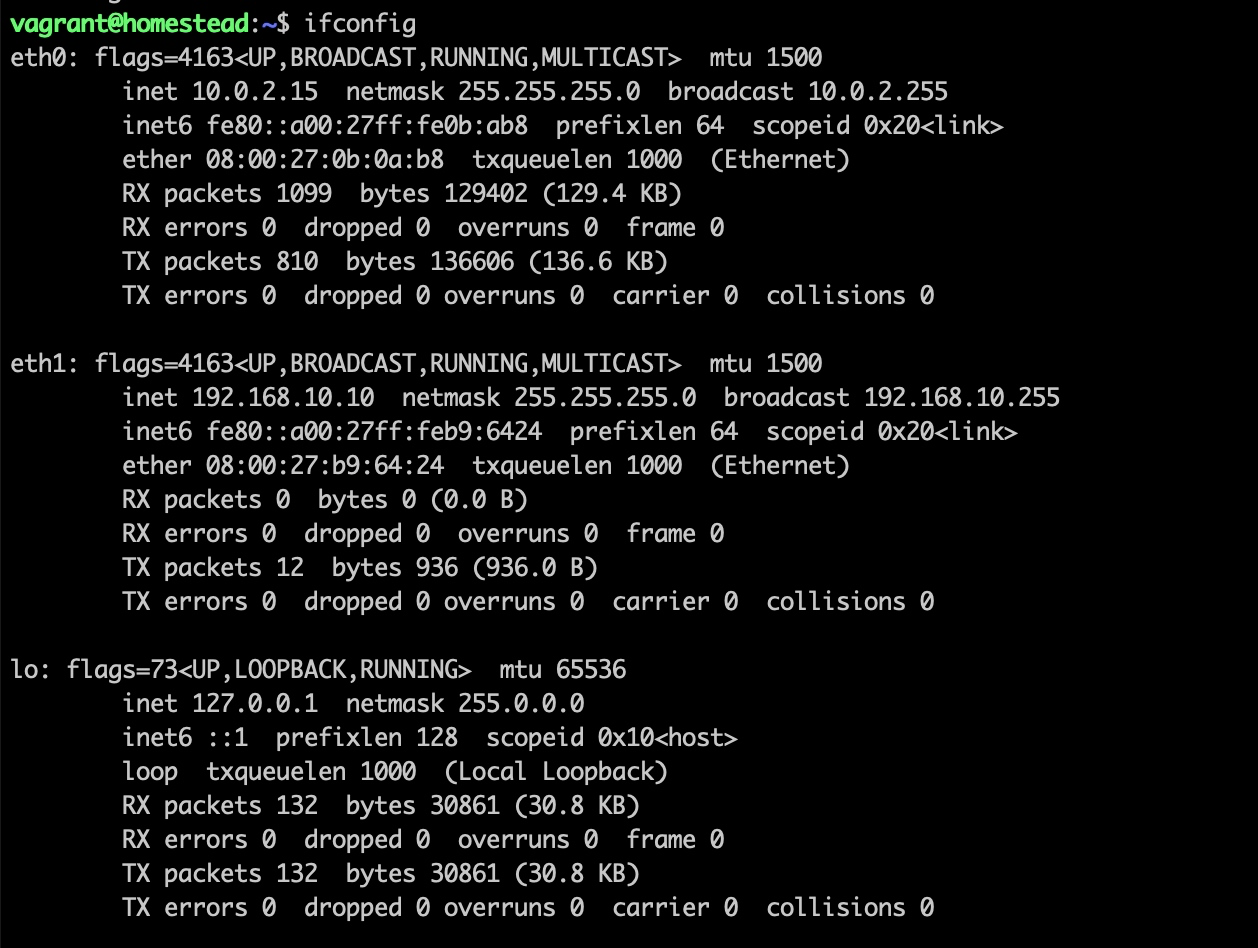 vagrant@homestead:~$ ifconfig
eth0: flags=4163<UP,BROADCAST,RUNNING,MULTICAST>  mtu 1500
        inet 10.0.2.15  netmask 255.255.255.0  broadcast 10.0.2.255
        inet6 fe80::a00:27ff:fe0b:ab8  prefixlen 64  scopeid 0x20<link>
        ether 08:00:27:0b:0a:b8  txqueuelen 1000  (Ethernet)
        RX packets 1099  bytes 129402 (129.4 KB)
        RX errors 0  dropped 0  overruns 0  frame 0
        TX packets 810  bytes 136606 (136.6 KB)
        TX errors 0  dropped 0 overruns 0  carrier 0  collisions 0

eth1: flags=4163<UP,BROADCAST,RUNNING,MULTICAST>  mtu 1500
        inet 192.168.10.10  netmask 255.255.255.0  broadcast 192.168.10.255
        inet6 fe80::a00:27ff:feb9:6424  prefixlen 64  scopeid 0x20<link>
        ether 08:00:27:b9:64:24  txqueuelen 1000  (Ethernet)
        RX packets 0  bytes 0 (0.0 B)
        RX errors 0  dropped 0  overruns 0  frame 0
        TX packets 12  bytes 936 (936.0 B)
        TX errors 0  dropped 0 overruns 0  carrier 0  collisions 0

lo: flags=73<UP,LOOPBACK,RUNNING>  mtu 65536
        inet 127.0.0.1  netmask 255.0.0.0
        inet6 ::1  prefixlen 128  scopeid 0x10<host>
        loop  txqueuelen 1000  (Local Loopback)
        RX packets 132  bytes 30861 (30.8 KB)
        RX errors 0  dropped 0  overruns 0  frame 0
        TX packets 132  bytes 30861 (30.8 KB)
        TX errors 0  dropped 0 overruns 0  carrier 0  collisions 0